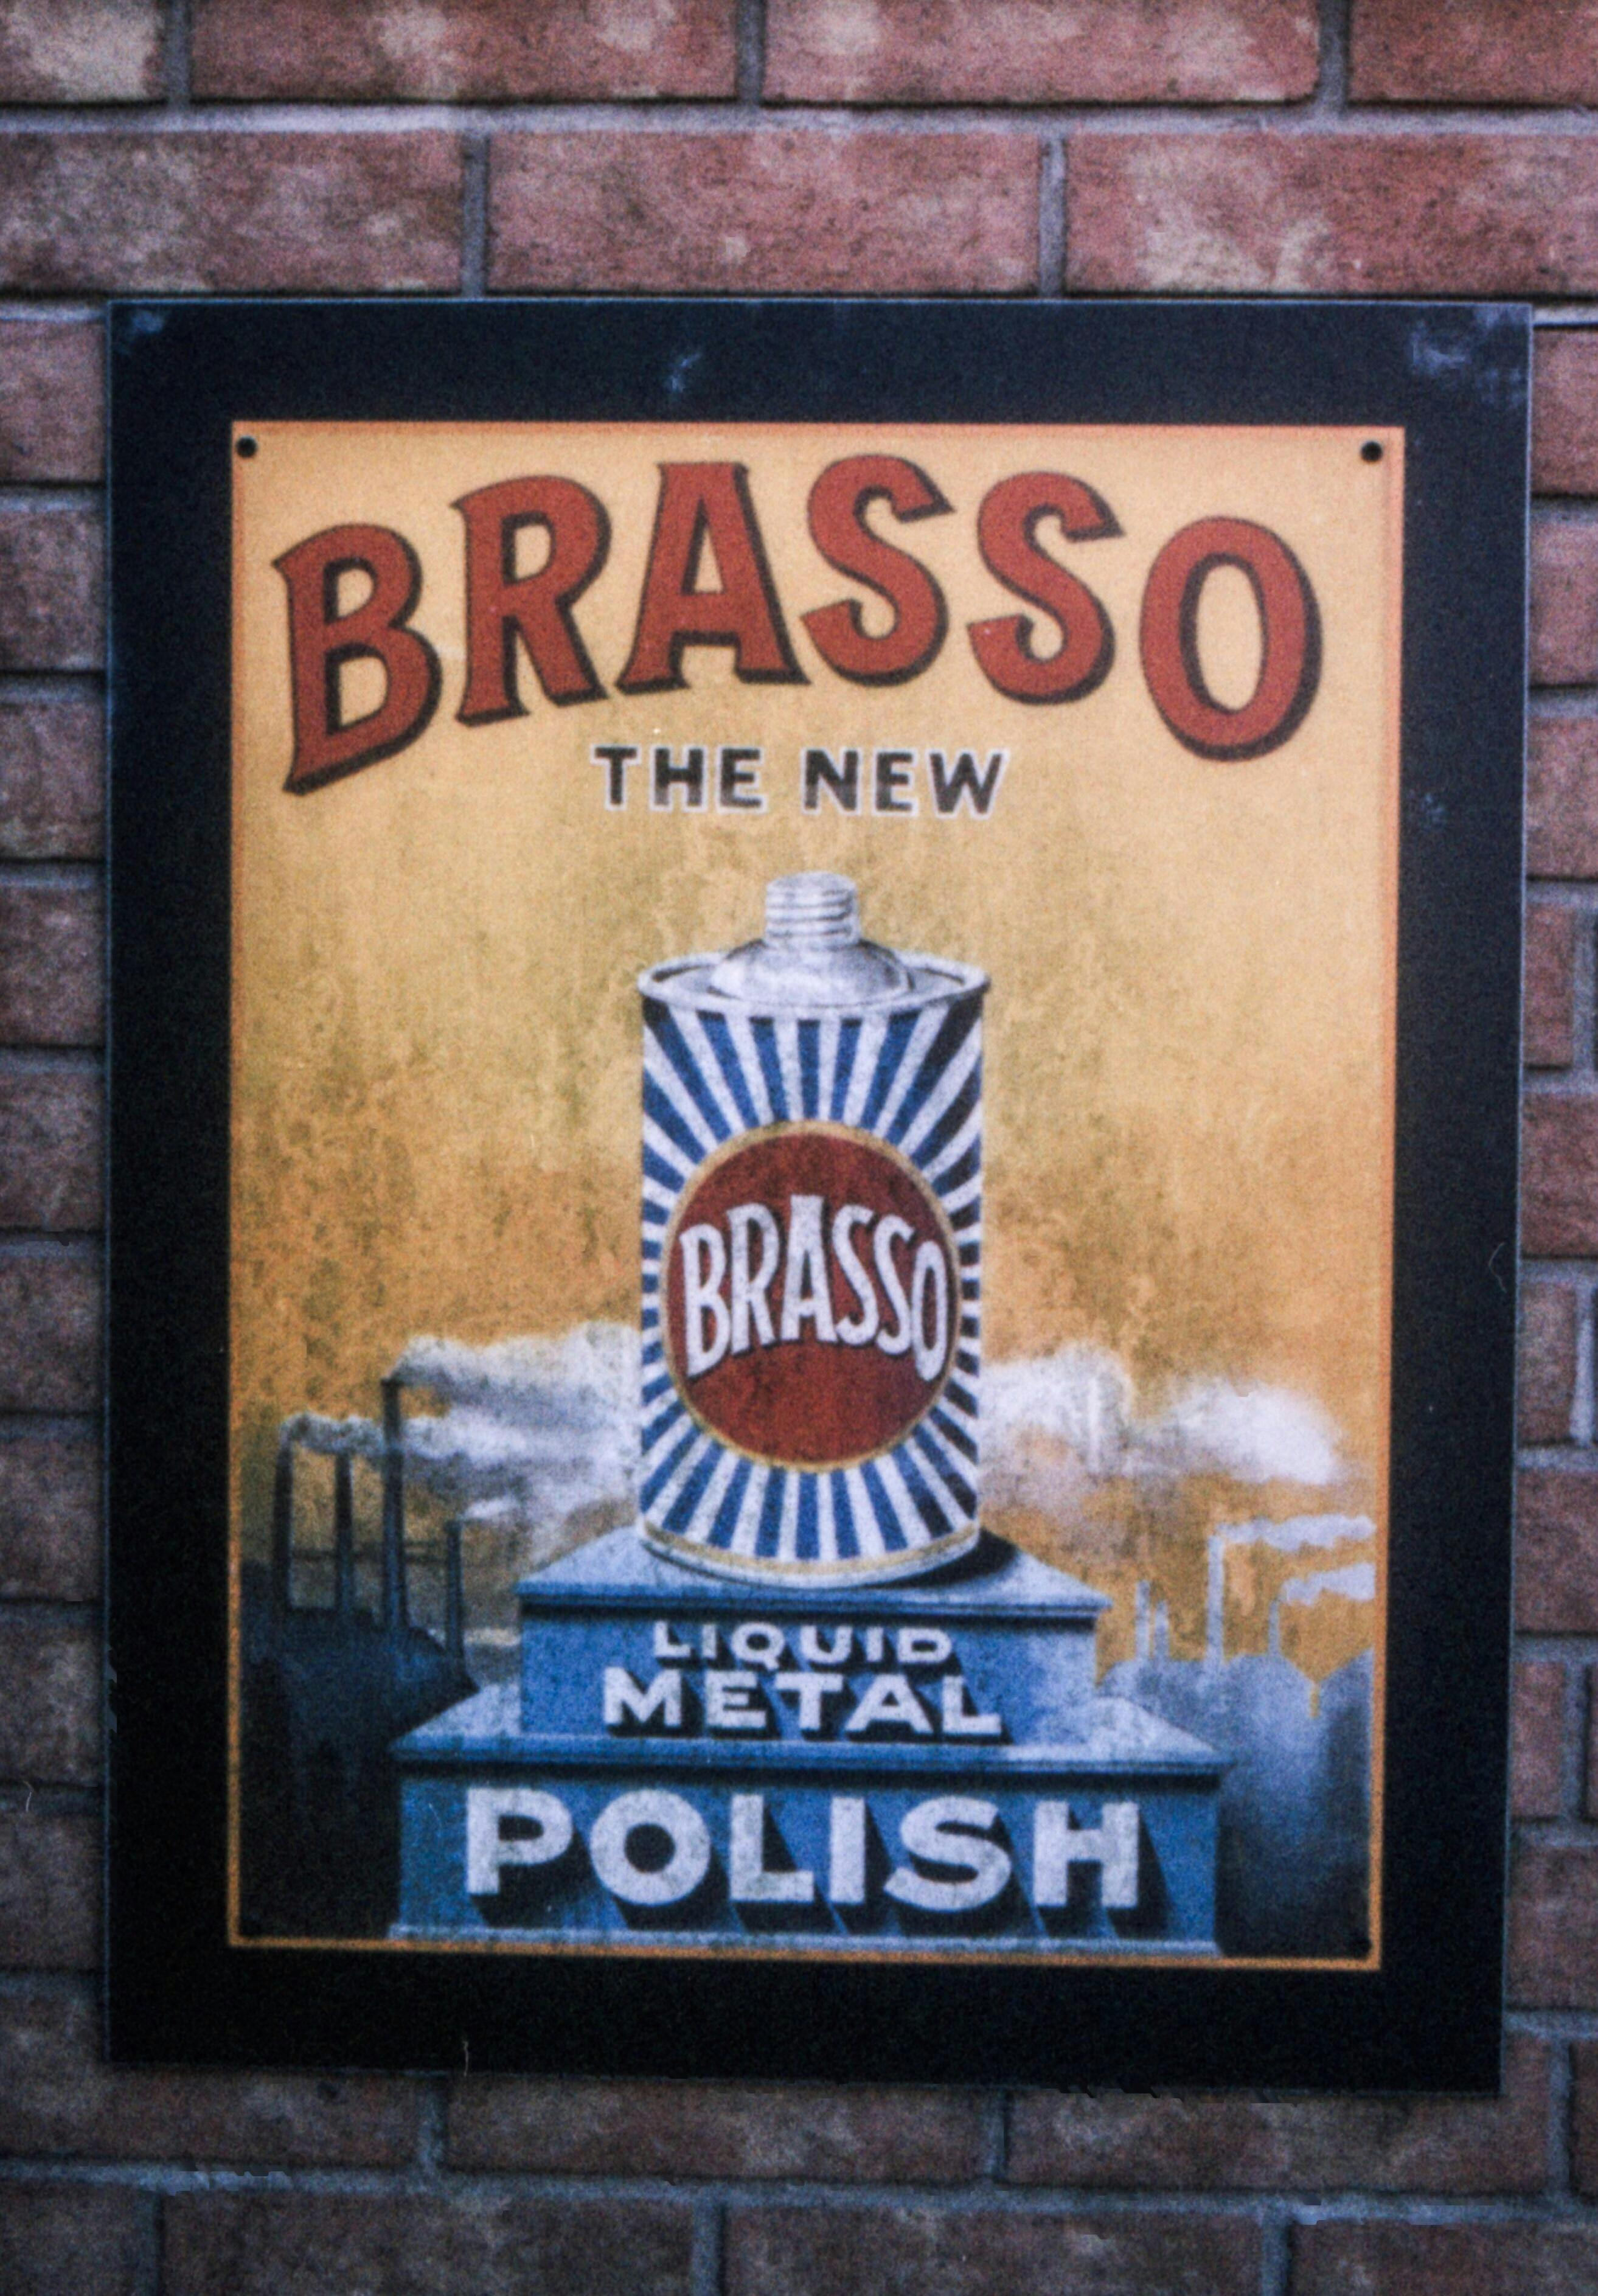 BRASSO
THE NEW
BRASSO
LIQUID
METAL
POLISH